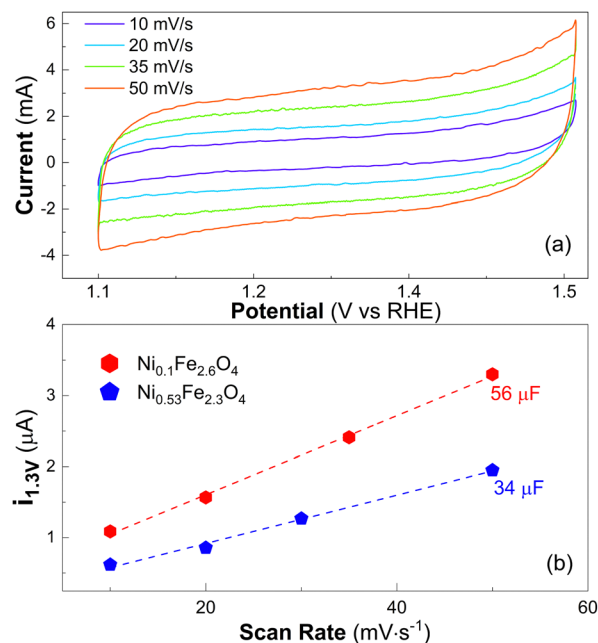 6
4
2
0
-2
-4
Current (mA)
10 mV/s
20 mV/s
35 mV/s
50 mV/s
(a)
1.1 1.2 1.4 1.5
Potential (V vs RHE)
4
3
2
1
i1.3V (μA)
Ni0.1Fe2.6O4
Ni0.53Fe2.3O4
56 μF
34 μF
(b)
20 40 60
Scan Rate (mV·s⁻¹)